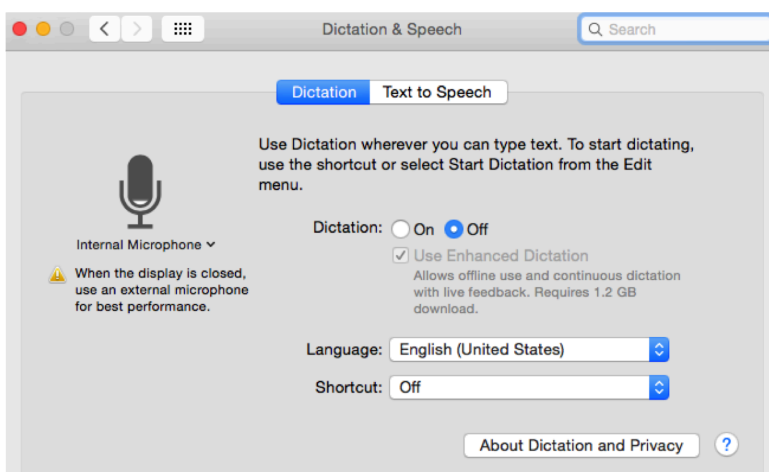 Dictation & Speech
Search
Dictation
Text to Speech
Use Dictation wherever you can type text. To start dictating,
use the shortcut or select Start Dictation from the Edit
menu.
Internal Microphone
When the display is closed,
use an external microphone
for best performance.
Dictation: On Off
Use Enhanced Dictation
Allows offline use and continuous dictation
with live feedback. Requires 1.2 GB
download.
Language: English (United States)
Shortcut: Off
About Dictation and Privacy ?